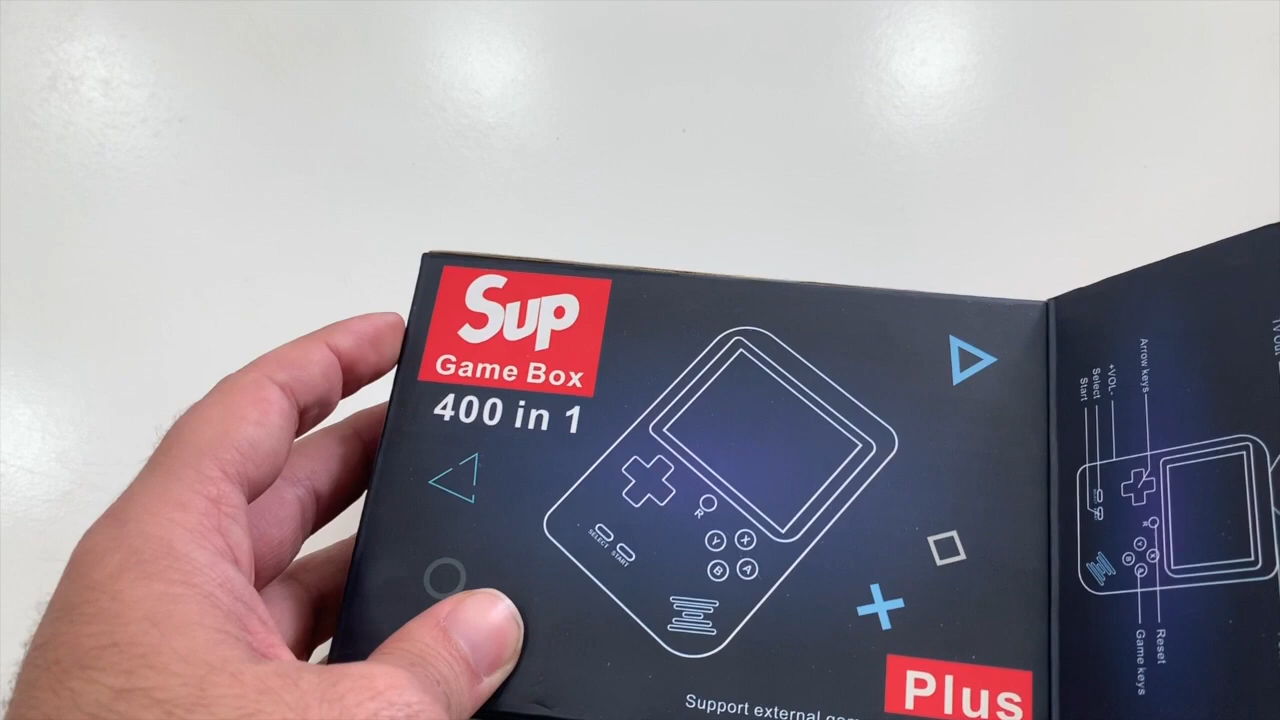 Sup
Game Box
400 in 1
R
Y
X
B
A
SELECT
START
Support external
Plus
Arrow keys
+VOL-
Select
Start
R
Y
X
B
A
Reset
Game keys